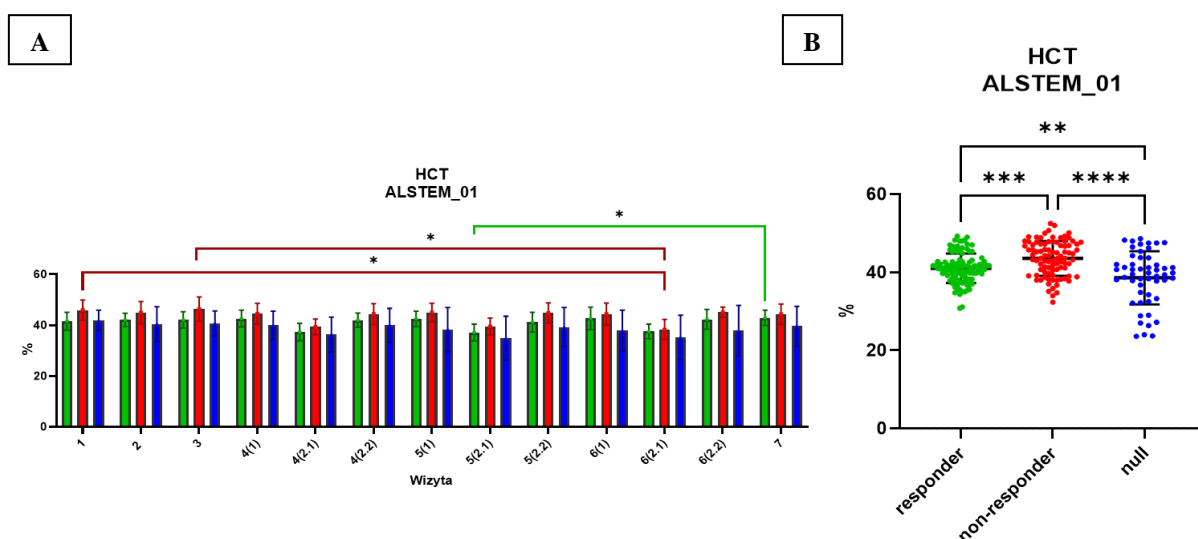 A
HCT
ALSTEM_01
*
*
*
60
40
20
0
%
1
2
3
4(1)
4(2.1)
4(2.2)
5(1)
5(2.1)
5(2.2)
6(1)
6(2.1)
6(2.2)
7
Wizyta
B
HCT
ALSTEM_01
**
***
****
60
40
20
0
%
responder
non-responder
null